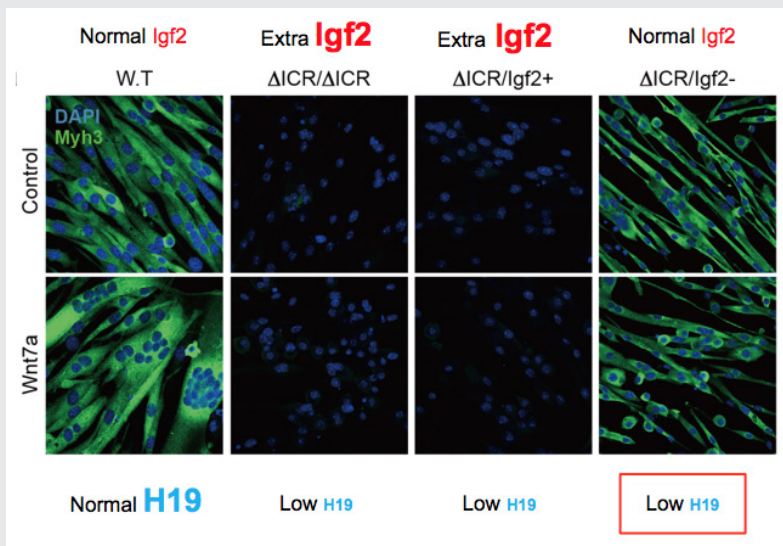 Normal Igf2
Extra Igf2
Extra Igf2
Normal Igf2
W.T
ΔICR/ΔICR
ΔICR/Igf2+
ΔICR/Igf2-
DAPI
Myh3
Control
Wnt7a
Normal H19
Low H19
Low H19
Low H19